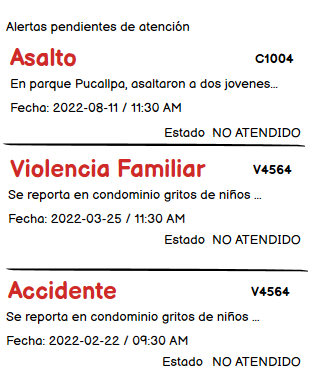 Alertas pendientes de atención
Asalto C1004
En parque Pucallpa, asaltaron a dos jovenes...
Fecha: 2022-08-11 / 11:30 AM
Estado NO ATENDIDO
Violencia Familiar V4564
Se reporta en condominio gritos de niños ...
Fecha: 2022-03-25 / 11:30 AM
Estado NO ATENDIDO
Accidente V4564
Se reporta en condominio gritos de niños ...
Fecha: 2022-02-22 / 09:30 AM
Estado NO ATENDIDO